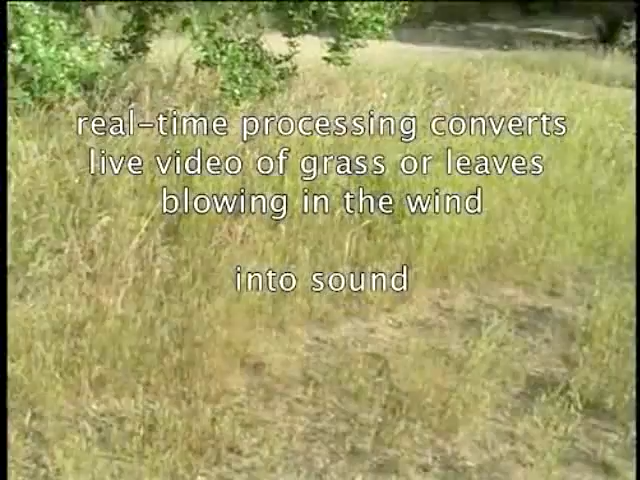 real-time processing converts
live video of grass or leaves
blowing in the wind
into sound